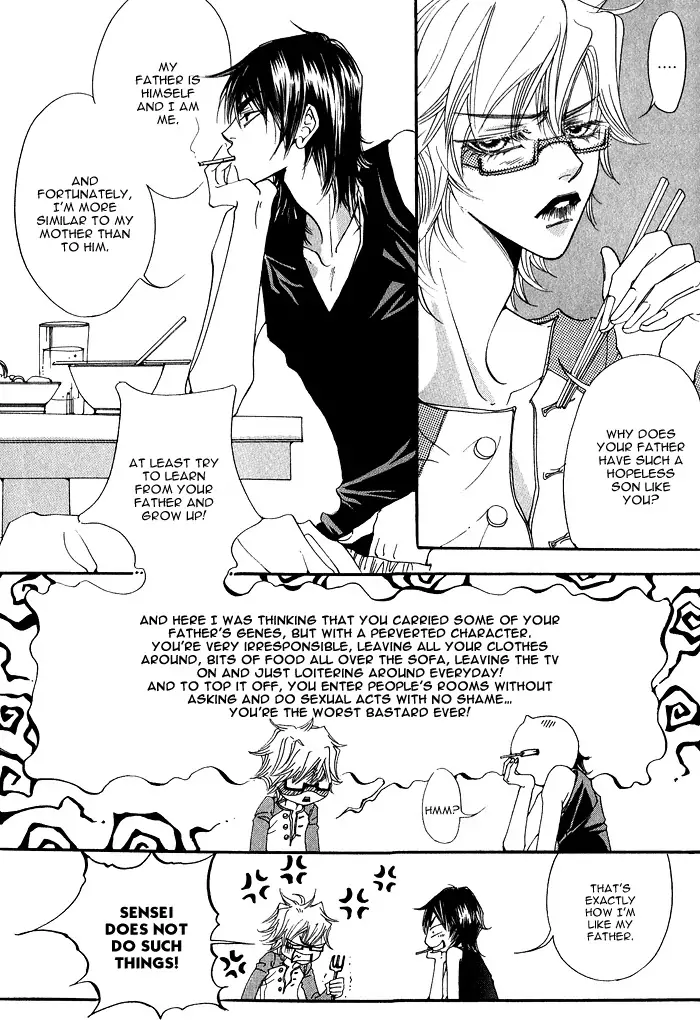 ....
WHY DOES
YOUR FATHER
HAVE SUCH A
HOPELESS
SON LIKE
YOU?
MY
FATHER IS
HIMSELF
AND I AM
ME.
AND
FORTUNATELY,
I'M MORE
SIMILAR TO MY
MOTHER THAN
TO HIM.
AT LEAST TRY
TO LEARN
FROM YOUR
FATHER AND
GROW UP!
AND HERE I WAS THINKING THAT YOU CARRIED SOME OF YOUR
FATHER'S GENES, BUT WITH A PERVERTED CHARACTER.
YOU'RE VERY IRRESPONSIBLE, LEAVING ALL YOUR CLOTHES
AROUND, BITS OF FOOD ALL OVER THE SOFA, LEAVING THE TV
ON AND JUST LOITERING AROUND EVERYDAY!
AND TO TOP IT OFF, YOU ENTER PEOPLE'S ROOMS WITHOUT
ASKING AND DO SEXUAL ACTS WITH NO SHAME...
YOU'RE THE WORST BASTARD EVER!
HMM?
THAT'S
EXACTLY
HOW I'M
LIKE MY
FATHER.
SENSEI
DOES NOT
DO SUCH
THINGS!